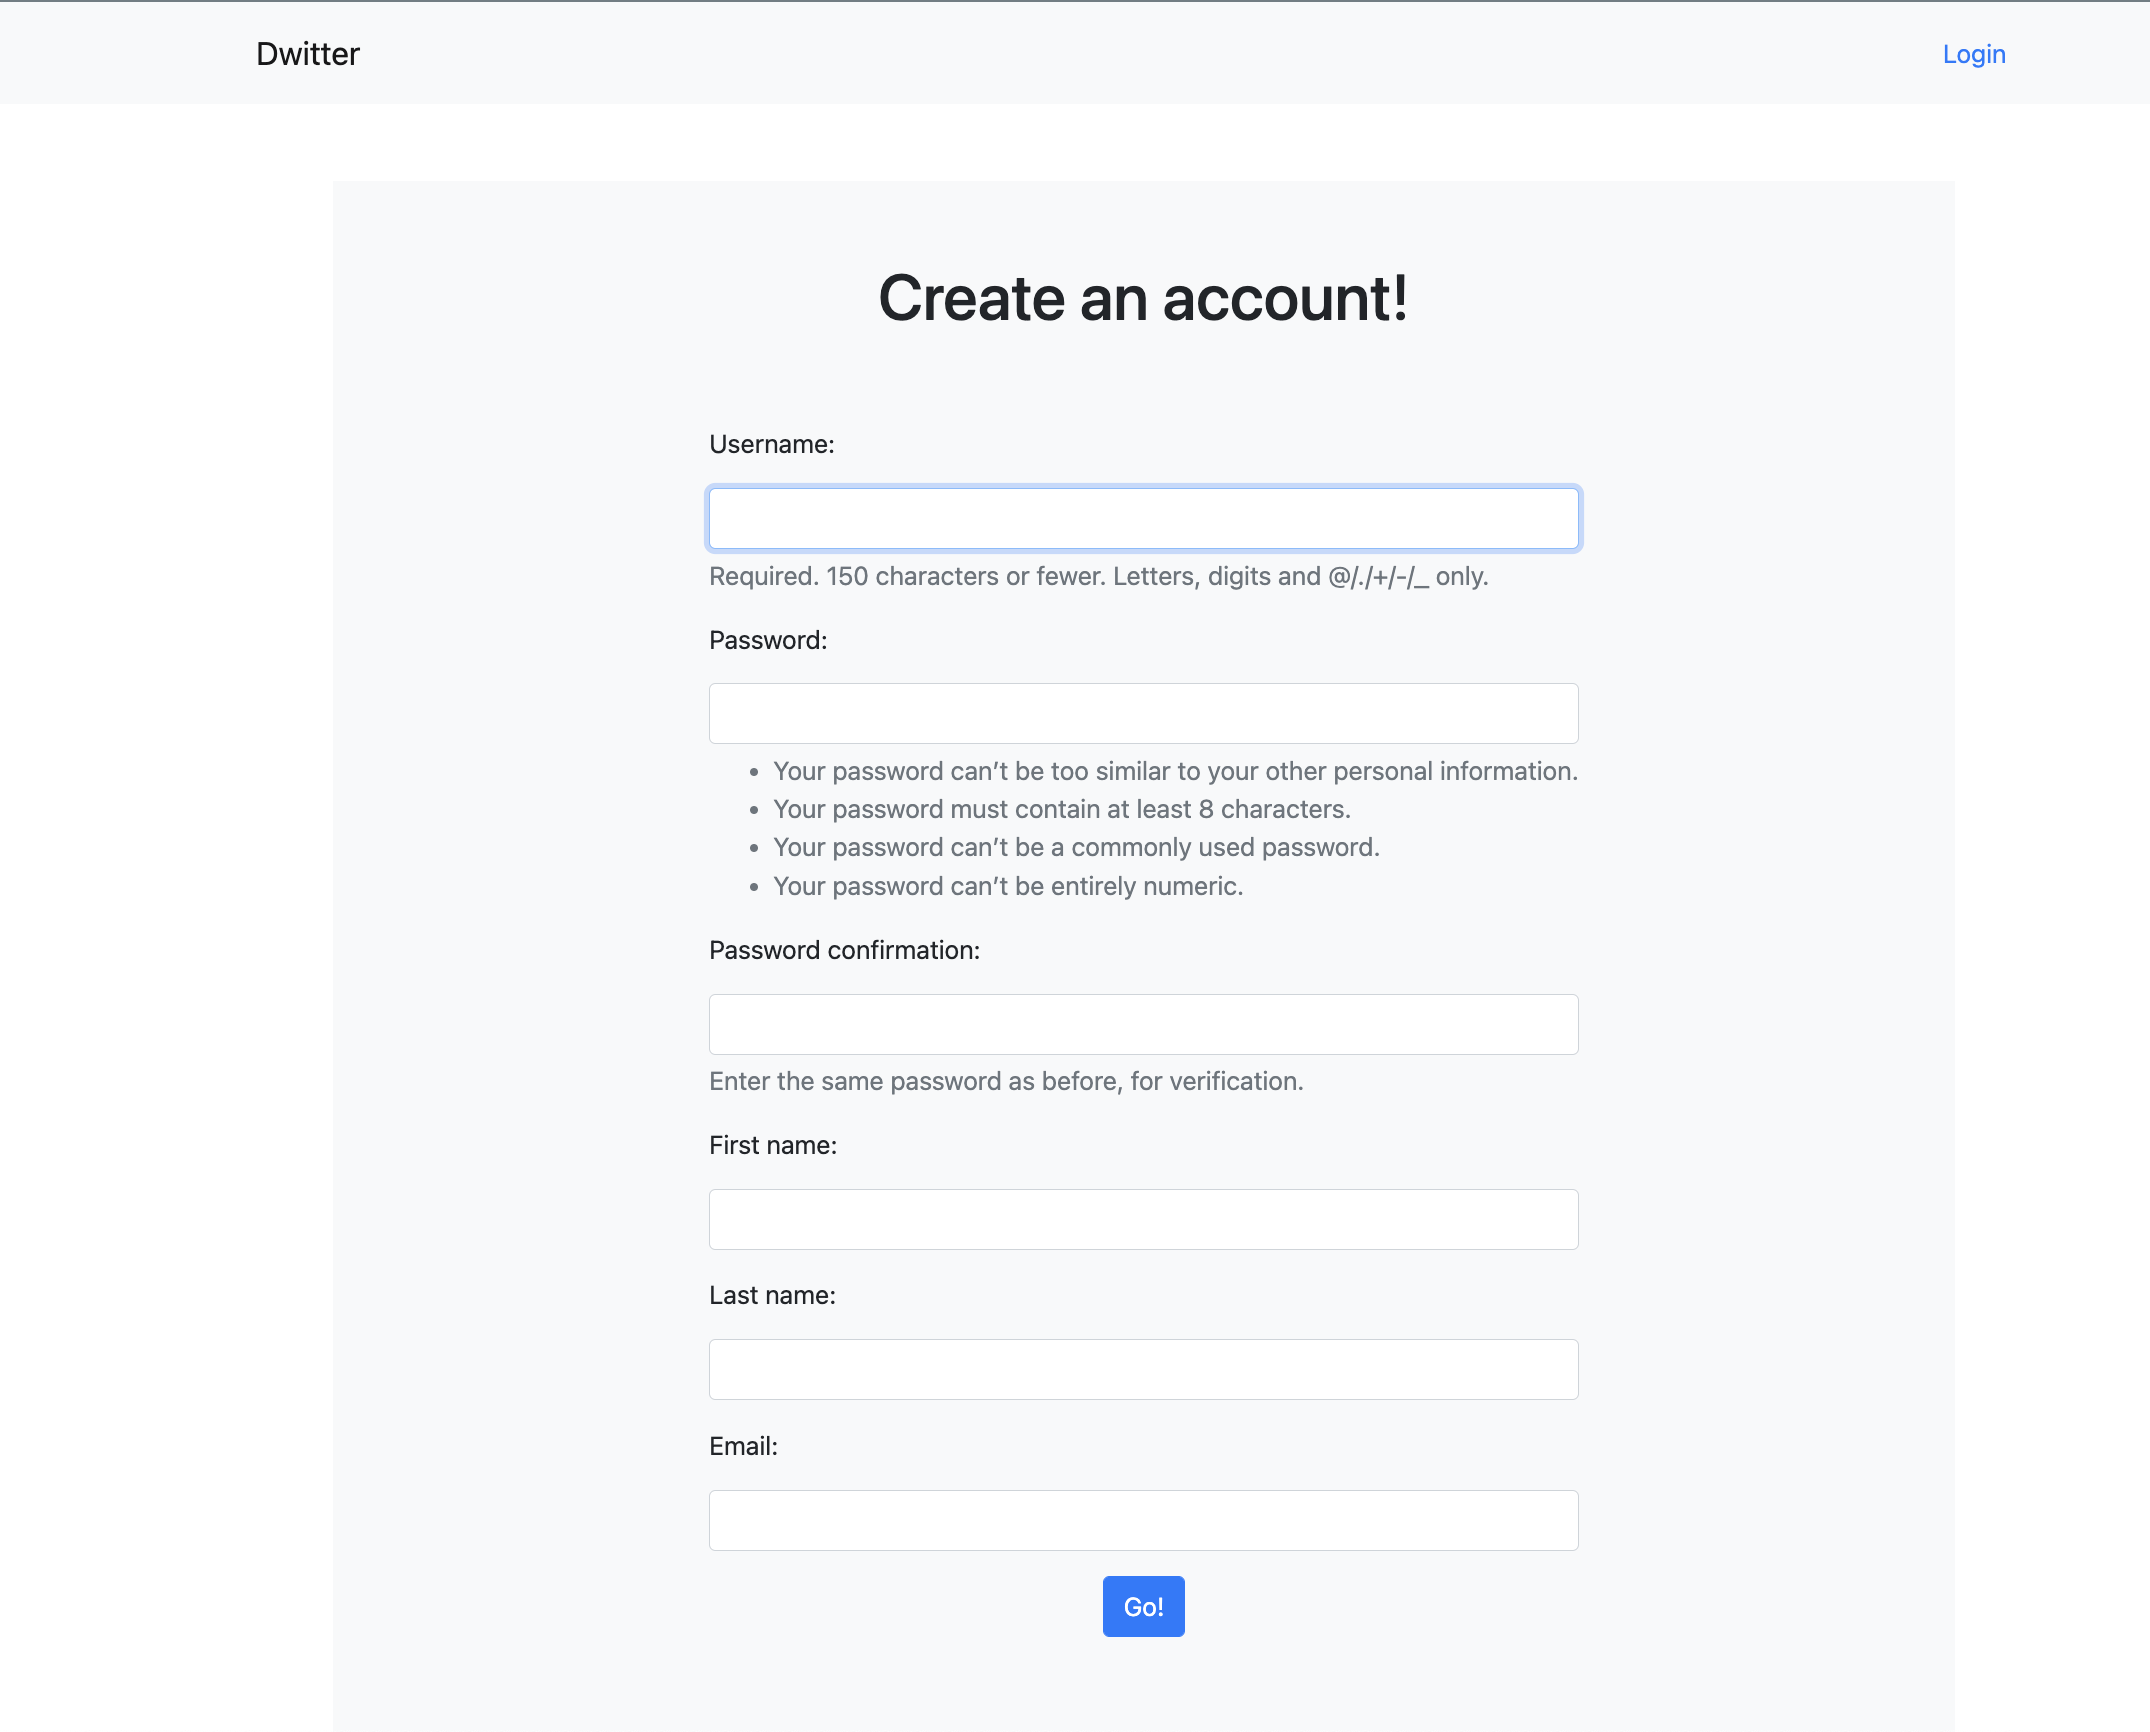 Dwitter
Login
Create an account!
Username:
Required. 150 characters or fewer. Letters, digits and @/./+/-/_ only.
Password:
• Your password can’t be too similar to your other personal information.
• Your password must contain at least 8 characters.
• Your password can’t be a commonly used password.
• Your password can’t be entirely numeric.
Password confirmation:
Enter the same password as before, for verification.
First name:
Last name:
Email:
Go!